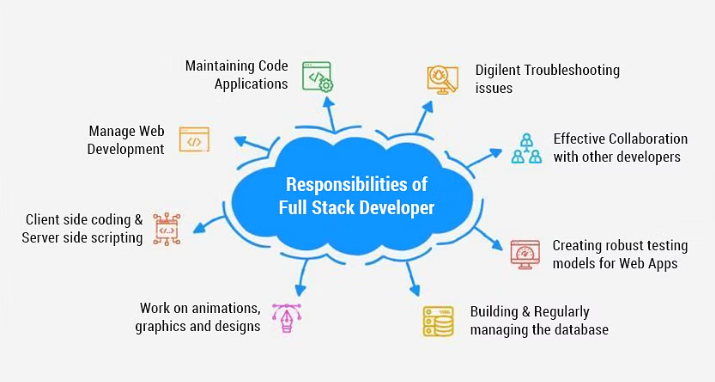 Maintaining Code
Applications
Digilent Troubleshooting
issues
Manage Web
Development
Effective Collaboration
with other developers
Responsibilities of
Full Stack Developer
Client side coding &
Server side scripting
Creating robust testing
models for Web Apps
Work on animations,
graphics and designs
Building & Regularly
managing the database